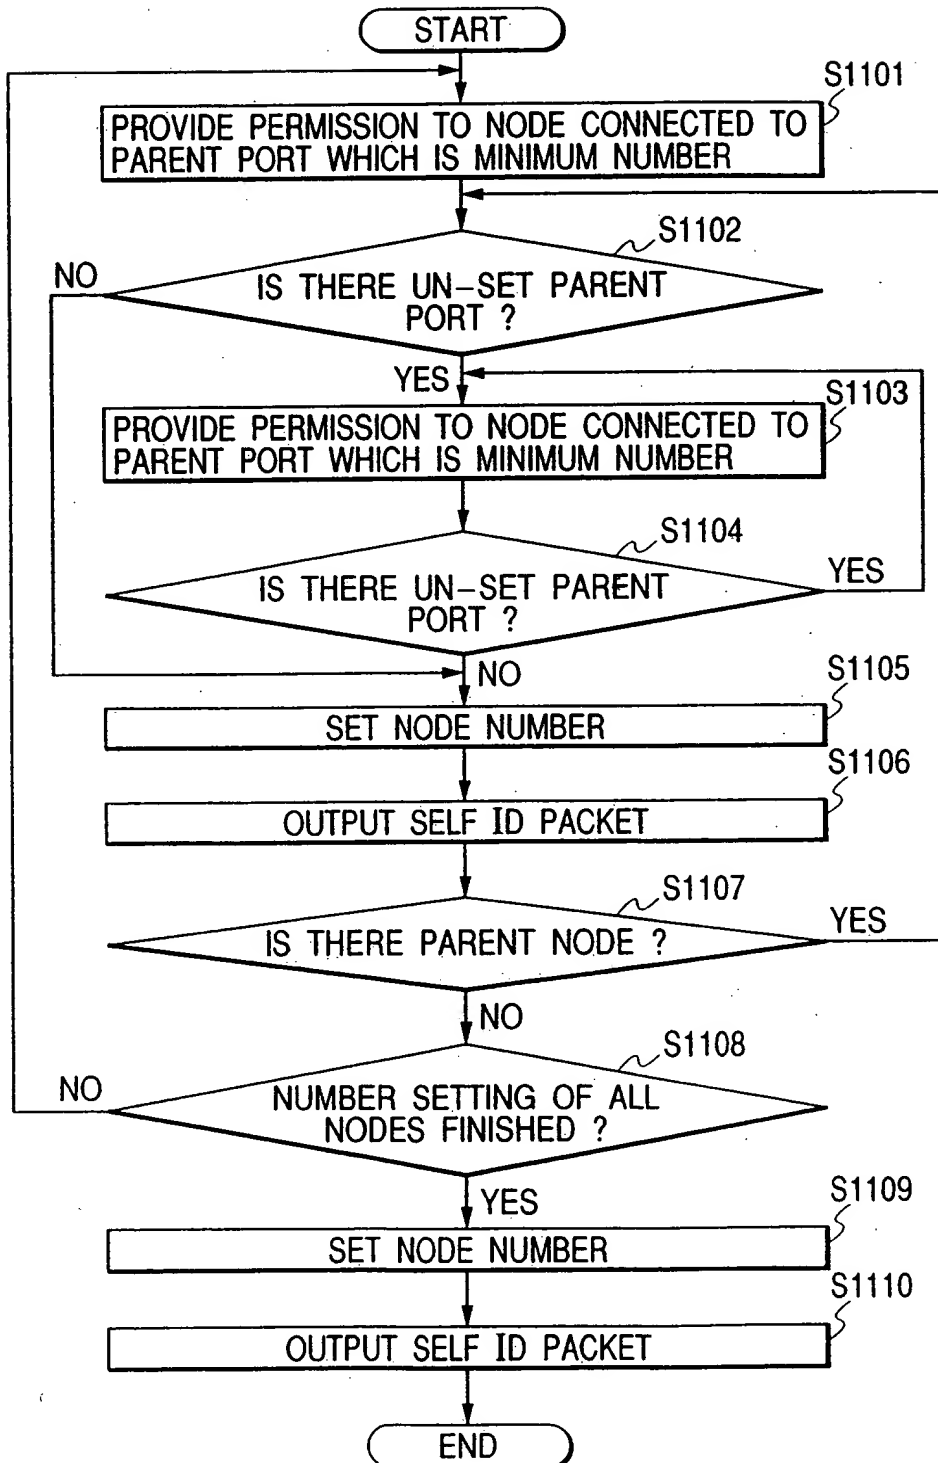 START
S1101
PROVIDE PERMISSION TO NODE CONNECTED TO
PARENT PORT WHICH IS MINIMUM NUMBER
S1102
NO
IS THERE UN-SET PARENT
PORT ?
YES
S1103
PROVIDE PERMISSION TO NODE CONNECTED TO
PARENT PORT WHICH IS MINIMUM NUMBER
S1104
YES
IS THERE UN-SET PARENT
PORT ?
NO
S1105
SET NODE NUMBER
S1106
OUTPUT SELF ID PACKET
S1107
YES
IS THERE PARENT NODE ?
NO
S1108
NO
NUMBER SETTING OF ALL
NODES FINISHED ?
YES
S1109
SET NODE NUMBER
S1110
OUTPUT SELF ID PACKET
END